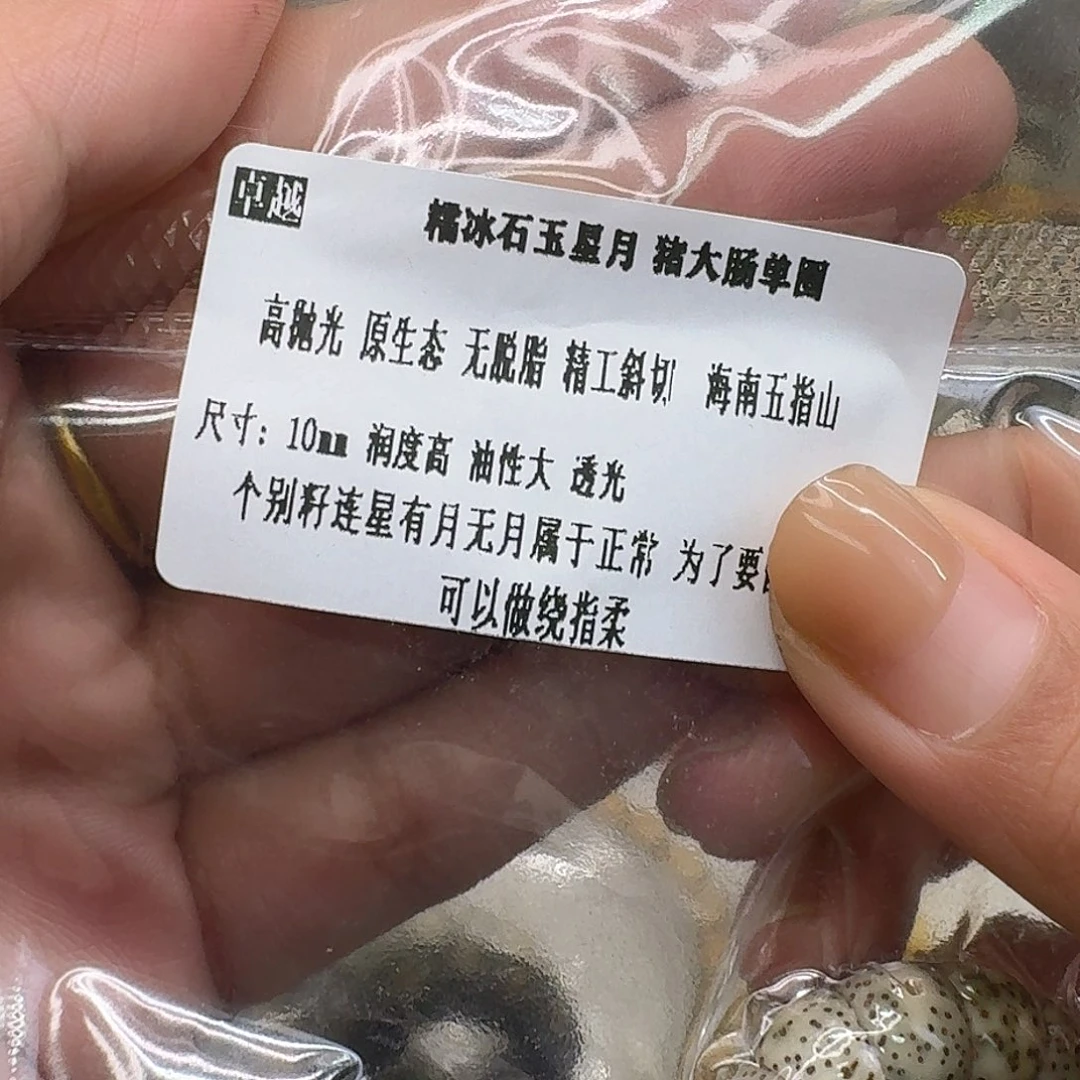 卓越
糯冰石玉星月 猪大肠单圈
高抛光 原生态 无脱脂 精工斜切 海南五指山
尺寸: 10mm 润度高 油性大 透光
个别籽连星有月无月属于正常 为了要
可以做绕指柔